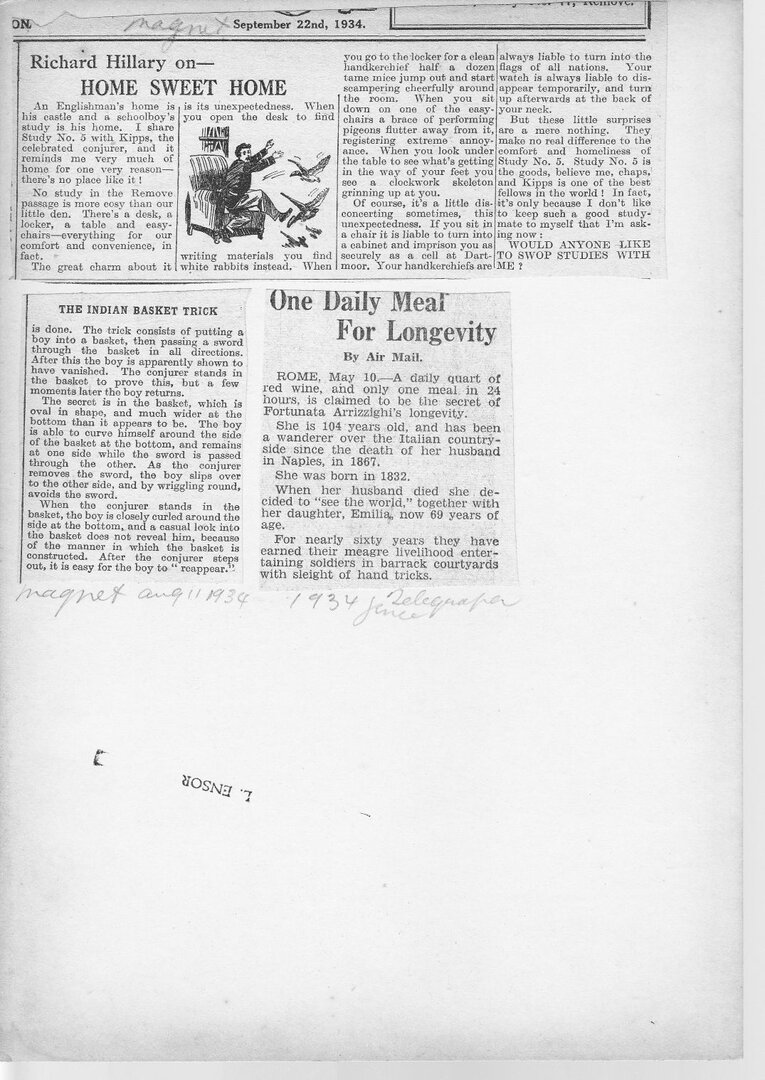 ON.
magnet
September 22nd, 1934.
Remove.
Richard Hillary on—
HOME SWEET HOME
An Englishman's home is
his castle and a schoolboy's
study is his home. I share
Study No. 5 with Kipps, the
celebrated conjurer, and it
reminds me very much of
home for one very reason—
there's no place like it!
No study in the Remove
passage is more cosy than our
little den. There's a desk, a
locker, a table and easy-
chairs—everything for our
comfort and convenience, in
fact.
The great charm about it
is its unexpectedness. When
you open the desk to find
writing materials you find
white rabbits instead. When
you go to the locker for a clean
handkerchief half a dozen
tame mice jump out and start
scampering cheerfully around
the room. When you sit
down on one of the easy-
chairs a brace of performing
pigeons flutter away from it,
registering extreme annoy-
ance. When you look under
the table to see what's getting
in the way of your feet you
see a clockwork skeleton
grinning up at you.
Of course, it's a little dis-
concerting sometimes, this
unexpectedness. If you sit in
a chair it is liable to turn into
a cabinet and imprison you as
securely as a cell at Dart-
moor. Your handkerchiefs are
always liable to turn into the
flags of all nations. Your
watch is always liable to dis-
appear temporarily, and turn
up afterwards at the back of
your neck.
But these little surprises
are a mere nothing. They
make no real difference to the
comfort and homeliness of
Study No. 5. Study No. 5 is
the goods, believe me, chaps,
and Kipps is one of the best
fellows in the world! In fact,
it's only because I don't like
to keep such a good study-
mate to myself that I'm ask-
ing now:
WOULD ANYONE LIKE
TO SWOP STUDIES WITH
ME?
THE INDIAN BASKET TRICK
is done. The trick consists of putting a
boy into a basket, then passing a sword
through the basket in all directions.
After this the boy is apparently shown to
have vanished. The conjurer stands in
the basket to prove this, but a few
moments later the boy returns.
The secret is in the basket, which is
oval in shape, and much wider at the
bottom than it appears to be. The boy
is able to curve himself around the side
of the basket at the bottom, and remains
at one side while the sword is passed
through the other. As the conjurer
removes the sword, the boy slips over
to the other side, and by wriggling round,
avoids the sword.
When the conjurer stands in the
basket, the boy is closely curled around the
side at the bottom, and a casual look into
the basket does not reveal him, because
of the manner in which the basket is
constructed. After the conjurer steps
out, it is easy for the boy to "reappear."
magnet aug 11 1934
One Daily Meal
For Longevity
By Air Mail.
ROME, May 10.—A daily quart of
red wine, and only one meal in 24
hours, is claimed to be the secret of
Fortunata Arrizzighi's longevity.
She is 104 years old, and has been
a wanderer over the Italian country-
side since the death of her husband
in Naples, in 1867.
She was born in 1832.
When her husband died she de-
cided to "see the world," together with
her daughter, Emilia, now 69 years of
age.
For nearly sixty years they have
earned their meagre livelihood enter-
taining soldiers in barrack courtyards
with sleight of hand tricks.
1934
L. ENSOR